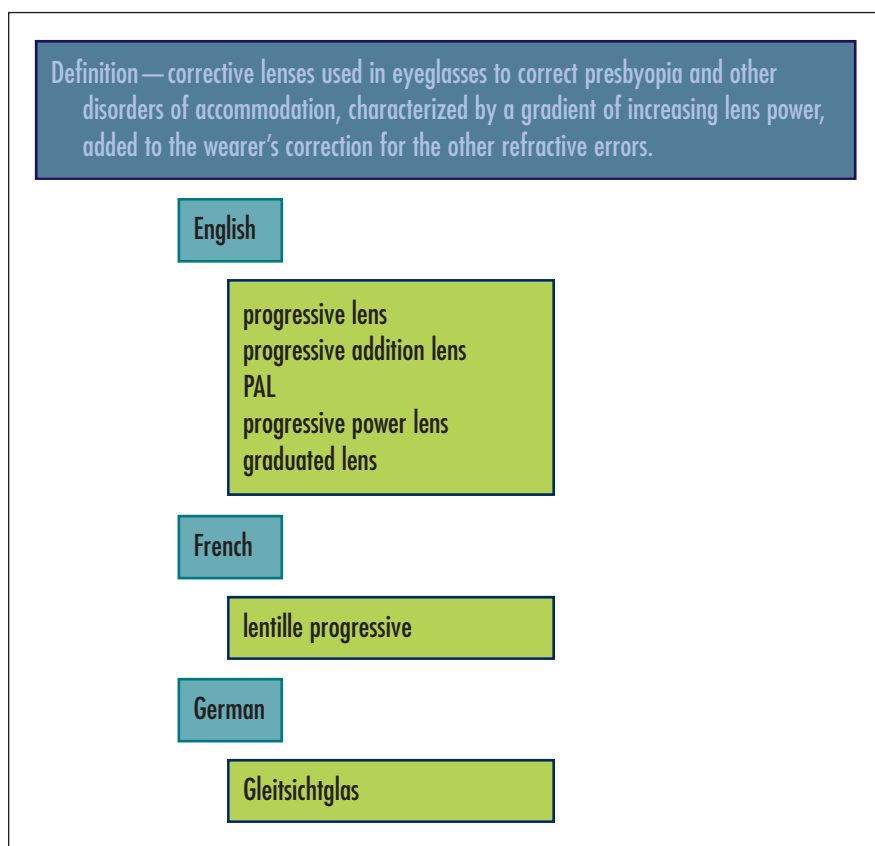 Definition — corrective lenses used in eyeglasses to correct presbyopia and other
disorders of accommodation, characterized by a gradient of increasing lens power,
added to the wearer’s correction for the other refractive errors.
English
progressive lens
progressive addition lens
PAL
progressive power lens
graduated lens
French
lentille progressive
German
Gleitsichtglas